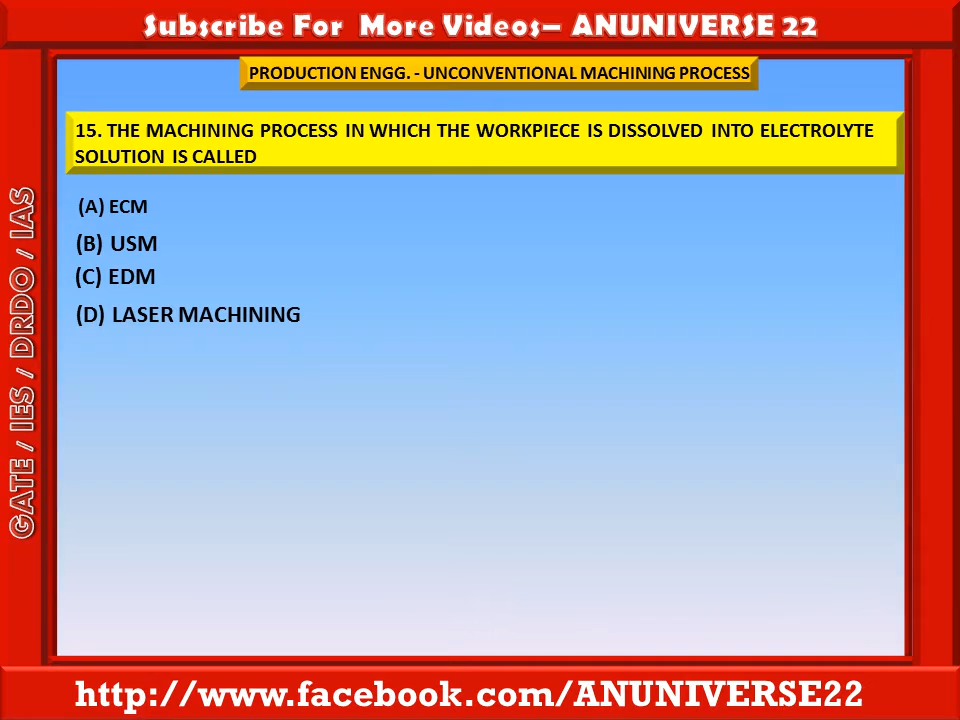 Subscribe For More Videos– ANUNIVERSE 22
PRODUCTION ENGG. - UNCONVENTIONAL MACHINING PROCESS
15. THE MACHINING PROCESS IN WHICH THE WORKPIECE IS DISSOLVED INTO ELECTROLYTE
SOLUTION IS CALLED
(A) ECM
(B) USM
(C) EDM
(D) LASER MACHINING
GATE / IES / DRDO / IAS
http://www.facebook.com/ANUNIVERSE22